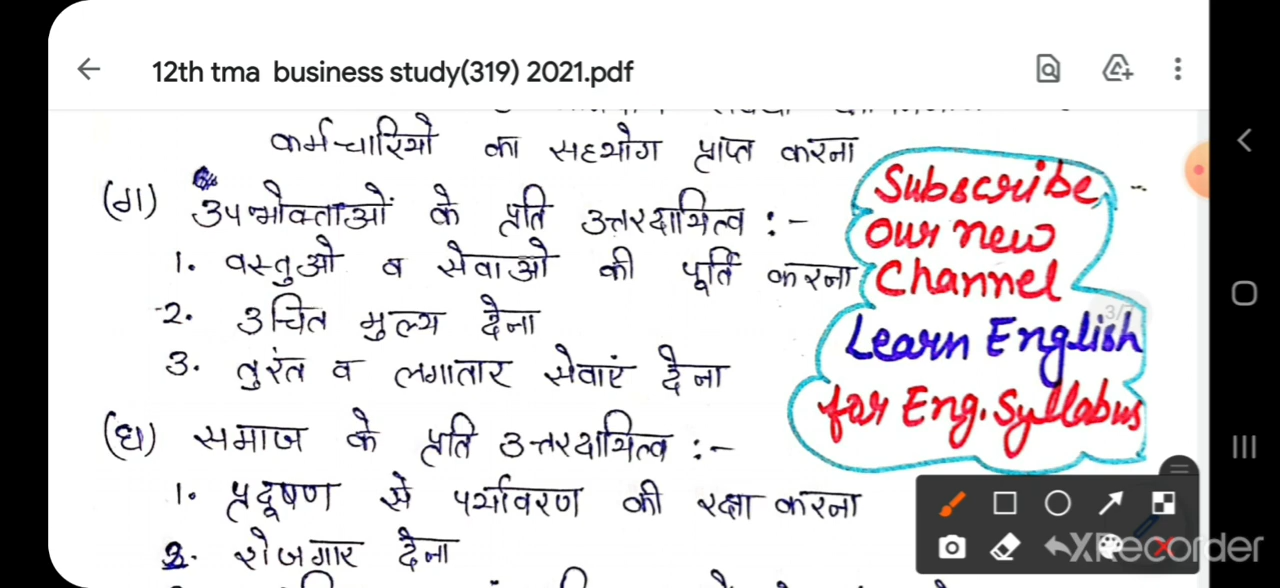 12th tma business study(319) 2021.pdf
कर्मचारियो का सहयोग प्राप्त करना
(ग) उपभोक्ताओं के प्रति उत्तरदायित्व :-
1. वस्तुओ व सेवाओ की पूर्ति करना
2. उचित मुल्य देना
3. तुरंत व लगातार सेवाएं देना
(घ) समाज के प्रति उत्तरदायित्व :-
1. प्रदूषण से पर्यावरण की रक्षा करना
2. रोजगार देना
Subscribe
our new
Channel
3/7
Learn English
for Eng. Syllabus
XRecorder